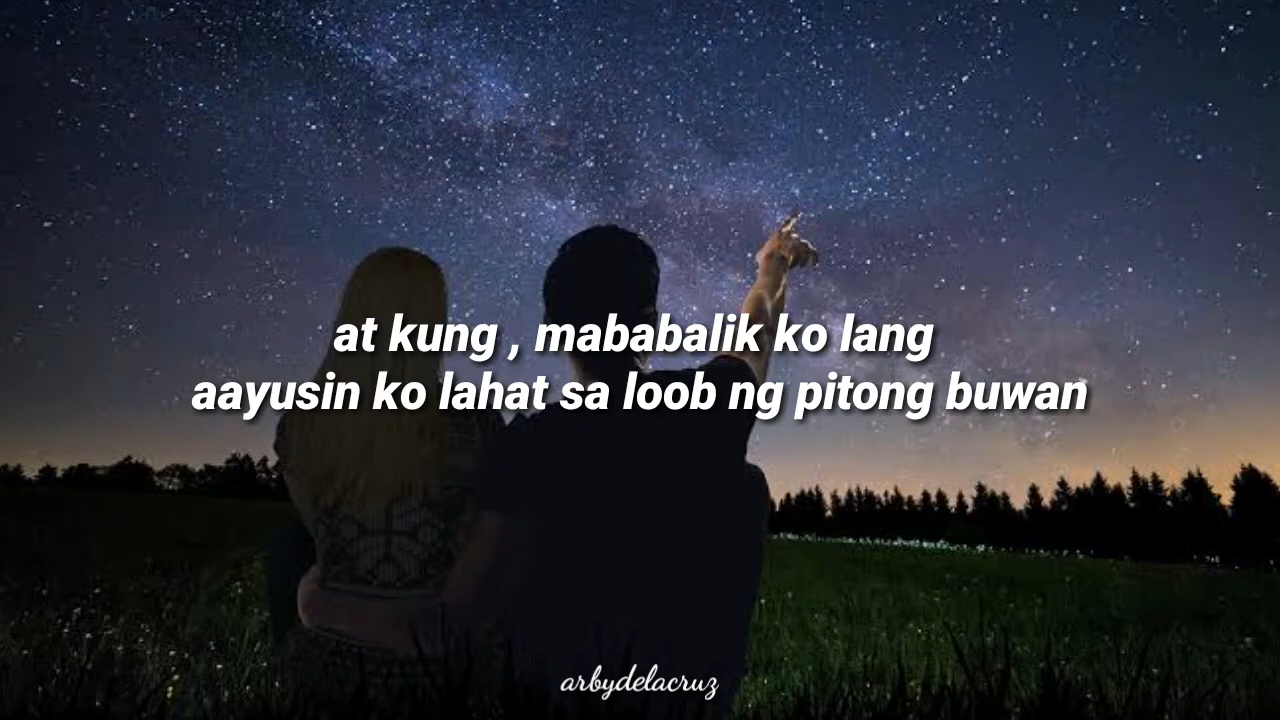 at kung , mababalik ko lang
aayusin ko lahat sa loob ng pitong buwan
arbydelacruz